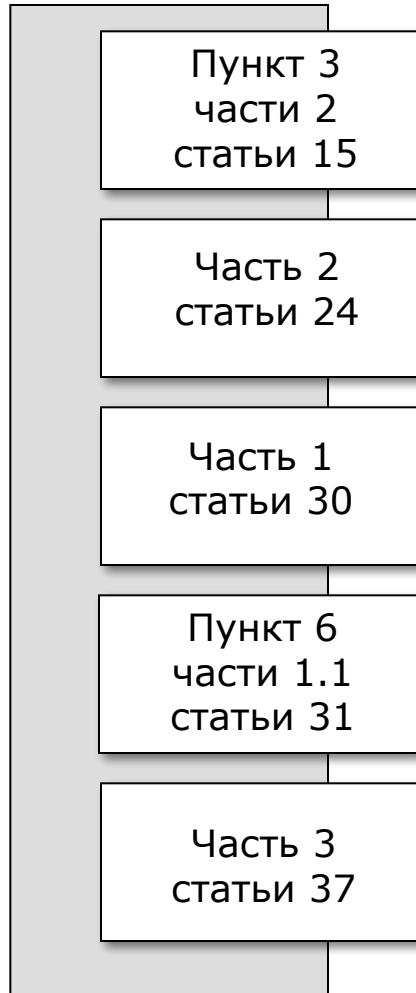 Пункт 3
части 2
статьи 15
Часть 2
статьи 24
Часть 1
статьи 30
Пункт 6
части 1.1
статьи 31
Часть 3
статьи 37